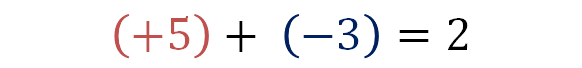 (+5) + (−3) = 2